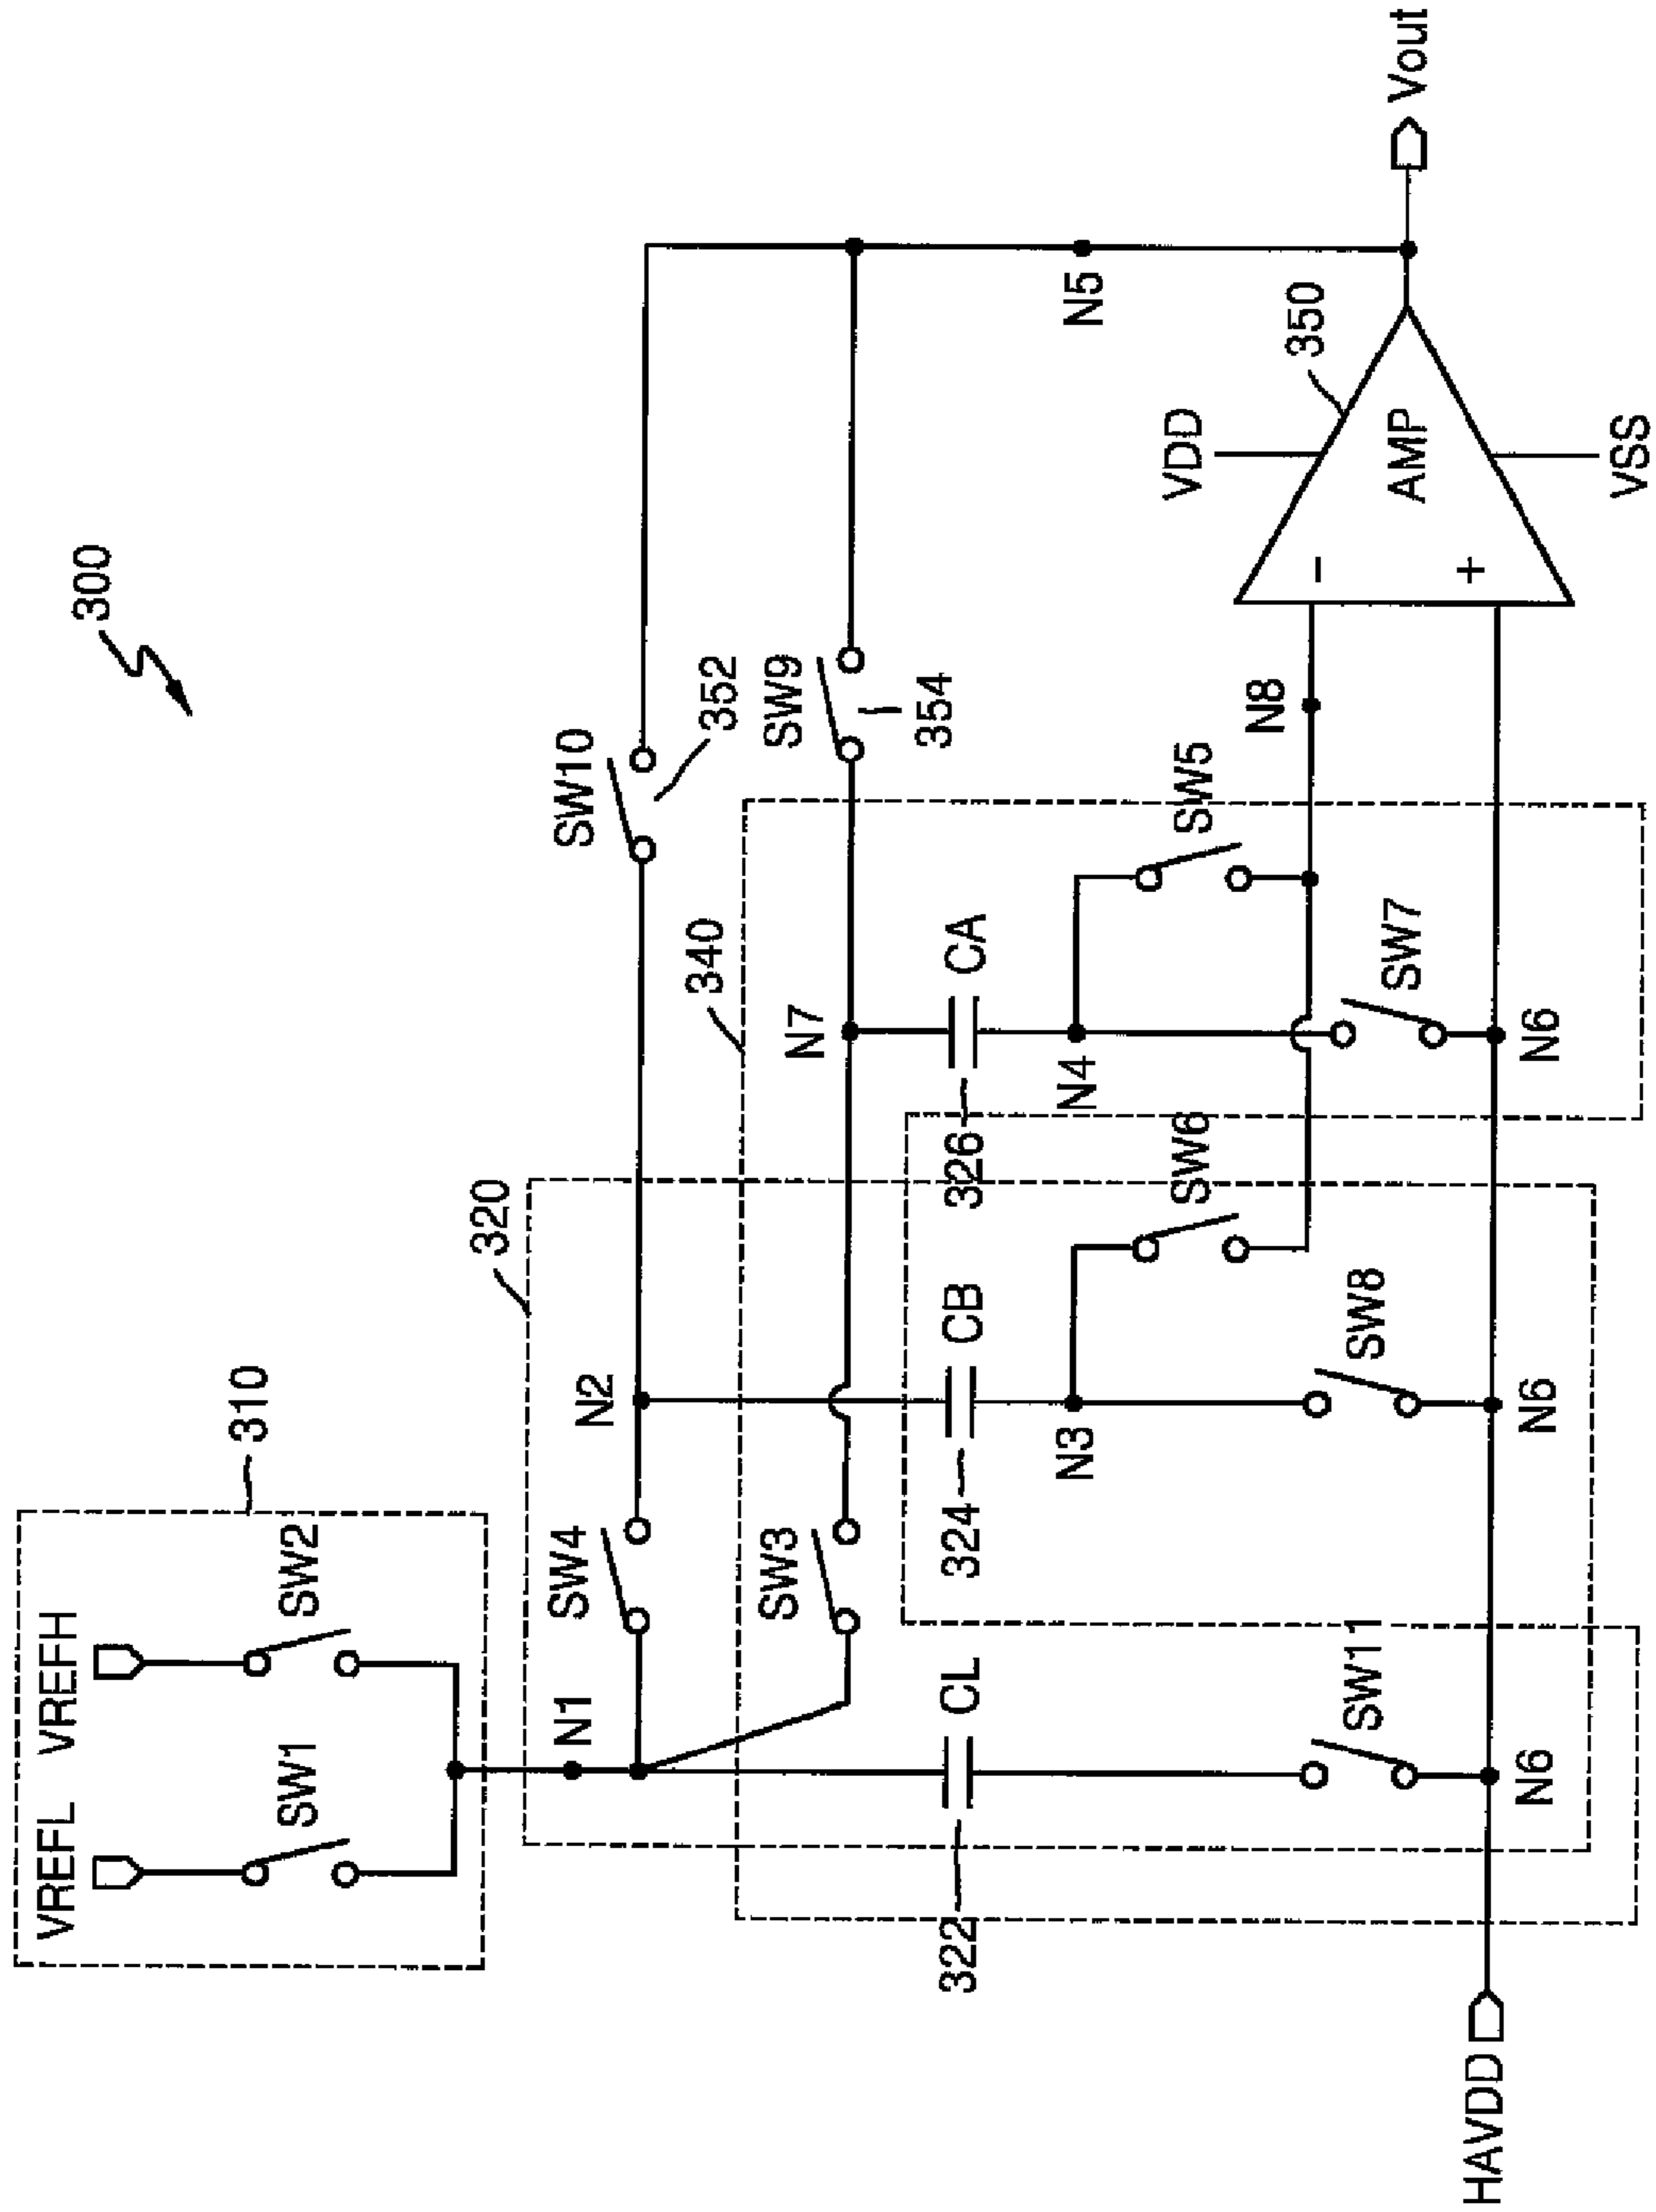 300
310
VREFL
VREFH
SW1
SW2
320
N1
SW4
N2
SW10
352
340
SW3
N7
SW9
354
322
CL
324
CB
326
CA
N5
N3
N4
SW6
SW5
N8
VDD
350
SW11
SW8
SW7
AMP
−
+
Vout
HAVDD
N6
N6
N6
VSS